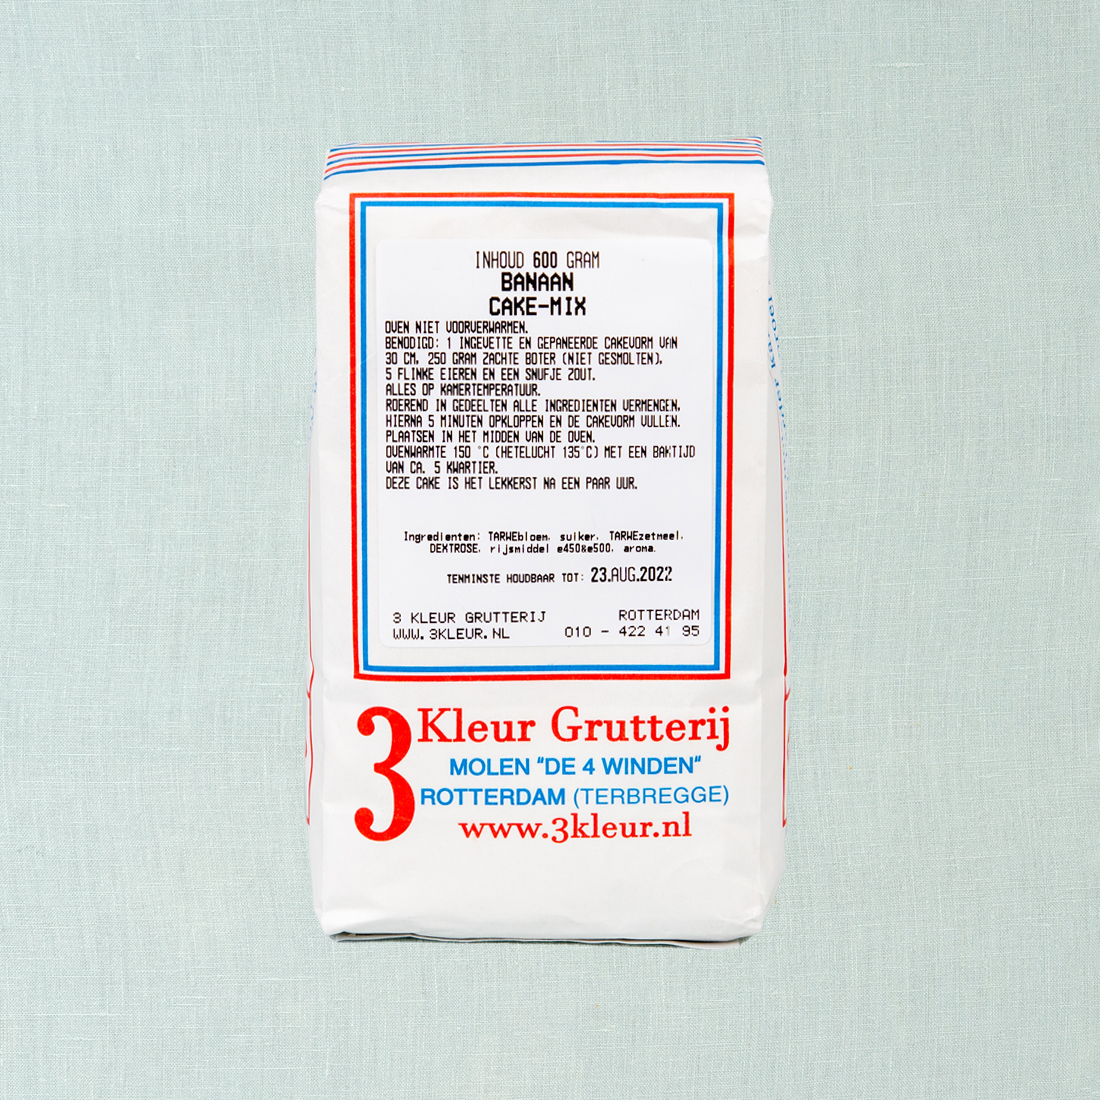 INHOUD 600 GRAM
BANAAN
CAKE-MIX
OVEN NIET VOORVERWARMEN.
BENODIGD: 1 INGEVETTE EN GEPANEERDE CAKEVORM VAN
30 CM, 250 GRAM ZACHTE BOTER (NIET GESMOLTEN),
5 FLINKE EIEREN EN EEN SNUFJE ZOUT.
ALLES OP KAMERTEMPERATUUR.
ROEREND IN GEDEELTEN ALLE INGREDIENTEN VERMENGEN,
HIERNA 5 MINUTEN OPKLOPPEN EN DE CAKEVORM VULLEN.
PLAATSEN IN HET MIDDEN VAN DE OVEN.
OVENWARMTE 150 °C (HETELUCHT 135°C) MET EEN BAKTIJD
VAN CA. 5 KWARTIER.
DEZE CAKE IS HET LEKKERST NA EEN PAAR UUR.
Ingredienten: TARWEbloem, suiker, TARWEzetmeel,
DEXTROSE, rijsmiddel e450&e500, aroma.
TENMINSTE HOUDBAAR TOT: 23.AUG.2022
3 KLEUR GRUTTERIJ ROTTERDAM
WWW.3KLEUR.NL 010 - 422 41 95
3 Kleur Grutterij
MOLEN "DE 4 WINDEN"
ROTTERDAM (TERBREGGE)
www.3kleur.nl